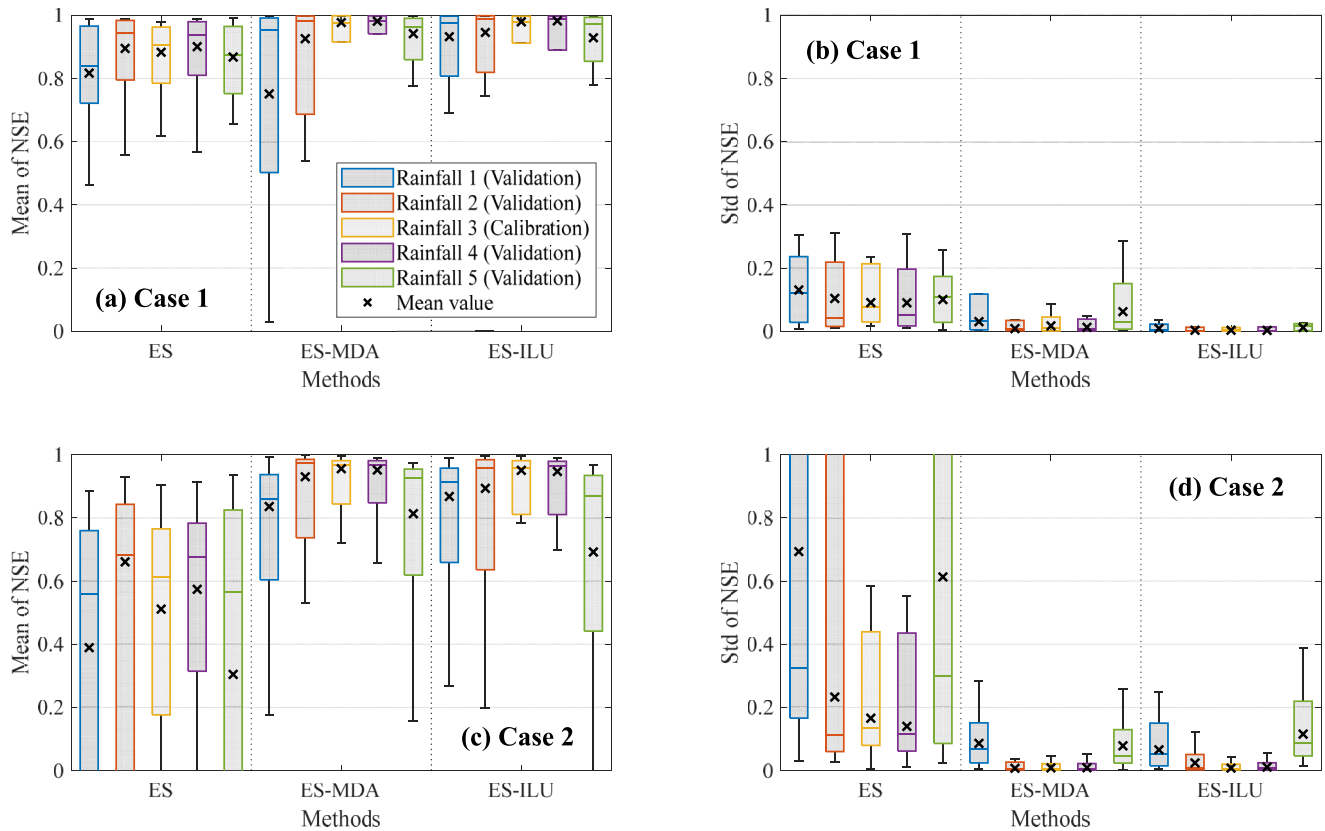 Mean of NSE
1
0.8
0.6
0.4
0.2
0
Rainfall 1 (Validation)
Rainfall 2 (Validation)
Rainfall 3 (Calibration)
Rainfall 4 (Validation)
Rainfall 5 (Validation)
Mean value
(a) Case 1
ES
ES-MDA
ES-ILU
Methods
Std of NSE
1
0.8
0.6
0.4
0.2
0
(b) Case 1
ES
ES-MDA
ES-ILU
Methods
Mean of NSE
1
0.8
0.6
0.4
0.2
0
(c) Case 2
ES
ES-MDA
ES-ILU
Methods
Std of NSE
1
0.8
0.6
0.4
0.2
0
(d) Case 2
ES
ES-MDA
ES-ILU
Methods